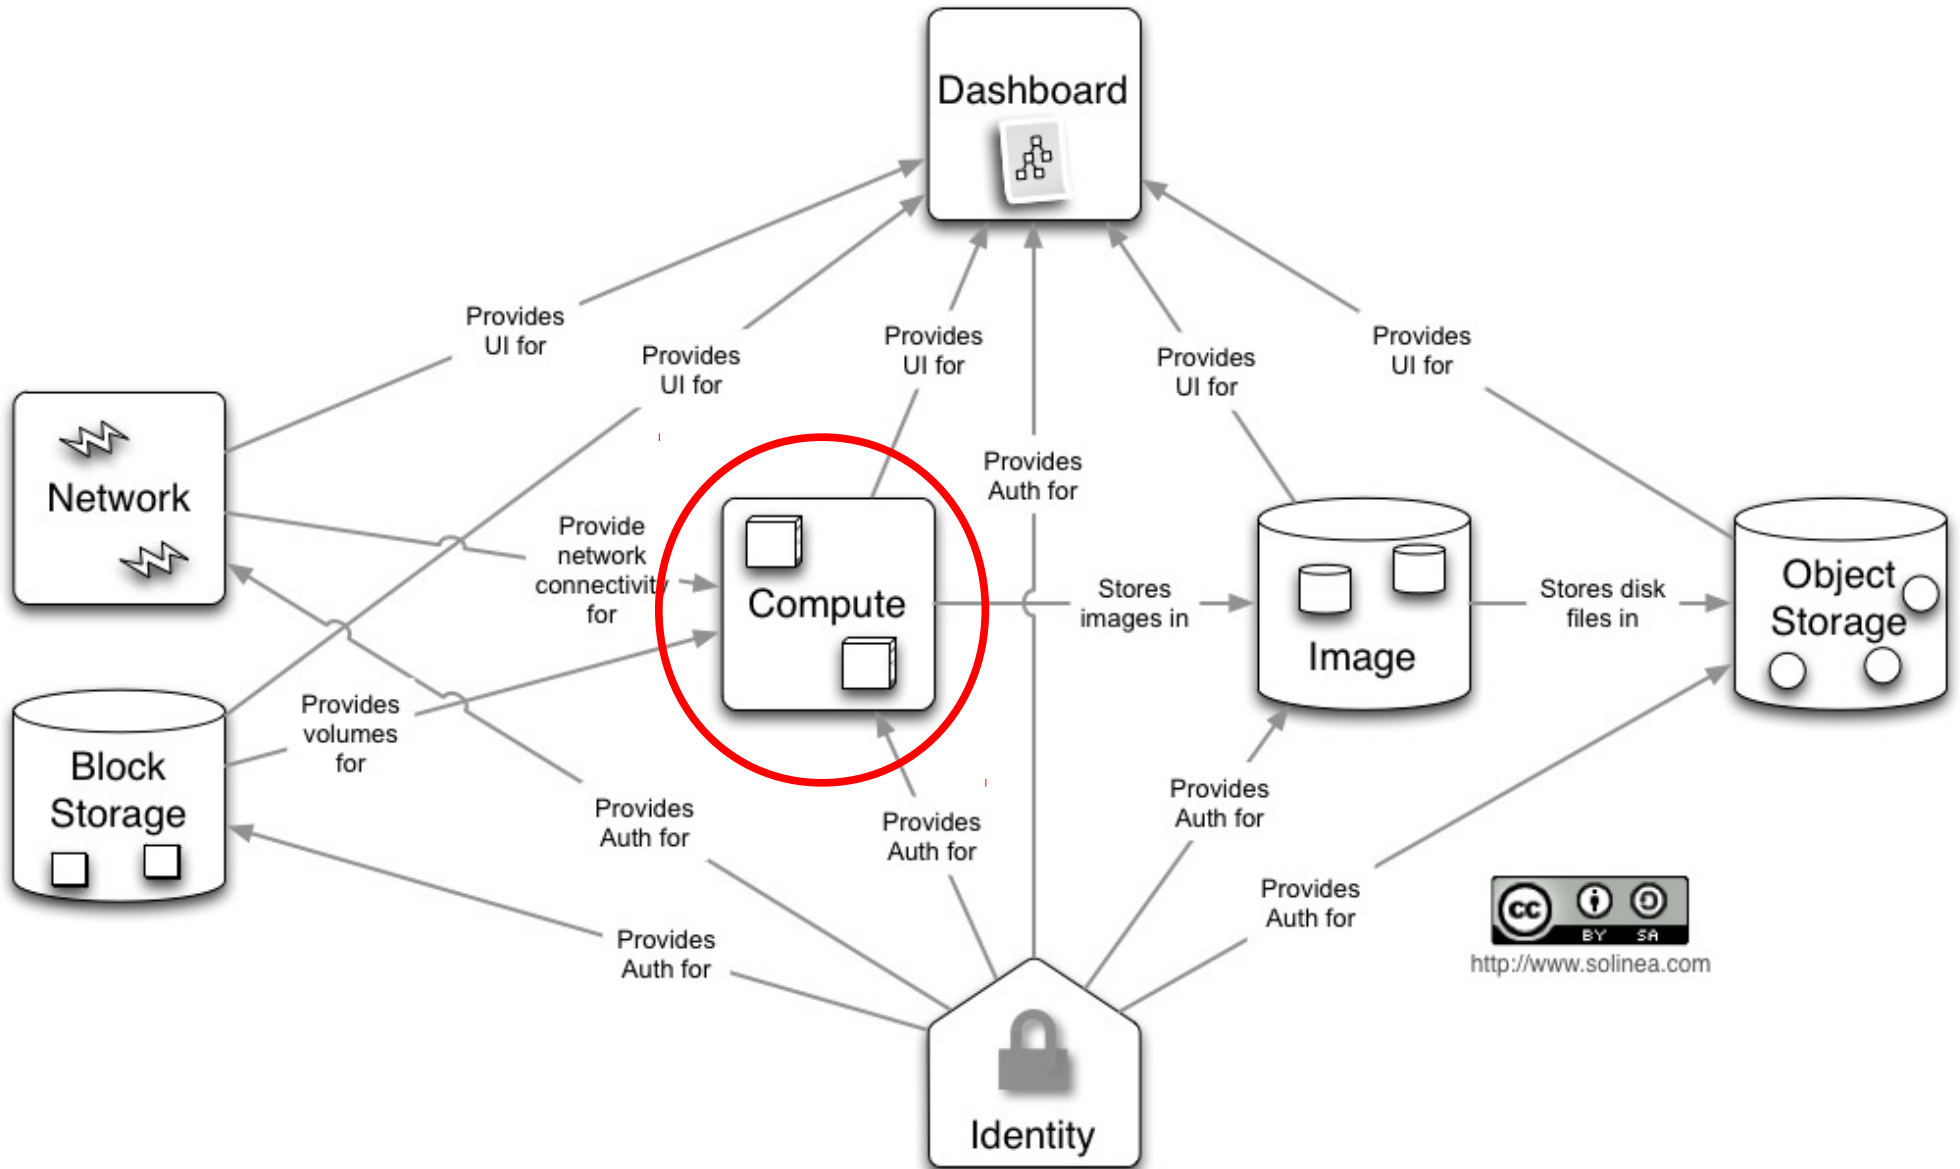 Dashboard
Provides
UI for
Provides
UI for
Provides
UI for
Provides
UI for
Provides
UI for
Network
Provide
network
connectivity
for
Provides
Auth for
Compute
Stores
images in
Image
Stores disk
files in
Object
Storage
Block
Storage
Provides
volumes
for
Provides
Auth for
Provides
Auth for
Provides
Auth for
Provides
Auth for
Provides
Auth for
cc
BY SA
http://www.solinea.com
Identity